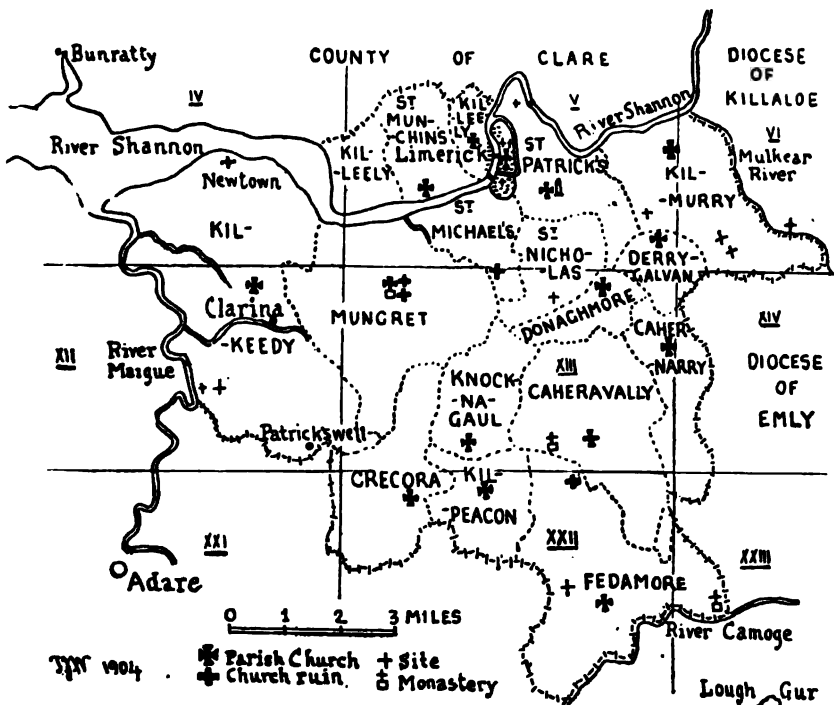 Bunratty
COUNTY OF CLARE
DIOCESE
OF
KILLALOE
IV
V
VI
ST
MUN-
CHINS
KIL-
LEE-
LY
River Shannon
River Shannon
Mulkear
River
Limerick
ST
PATRICK'S
KIL-
-LEELY
KIL-
-MURRY
Newtown
ST
MICHAEL'S
KIL-
ST
NICHO-
LAS
DERRY-
GALVAN
Clarina
-KEEDY
MUNGRET
DONAGHMORE
CAHER-
NARRY
XIV
XII
River
Maigue
XIII
DIOCESE
OF
EMLY
KNOCK-
-NA-
GAUL
CAHERAVALLY
Patrickswell
CRECORA
KIL-
-PEACON
XXI
XXII
XXIII
Adare
FEDAMORE
0 1 2 3 MILES
River Camoge
TJW 1904
Parish Church
Site
Church ruin.
Monastery
Lough Gur